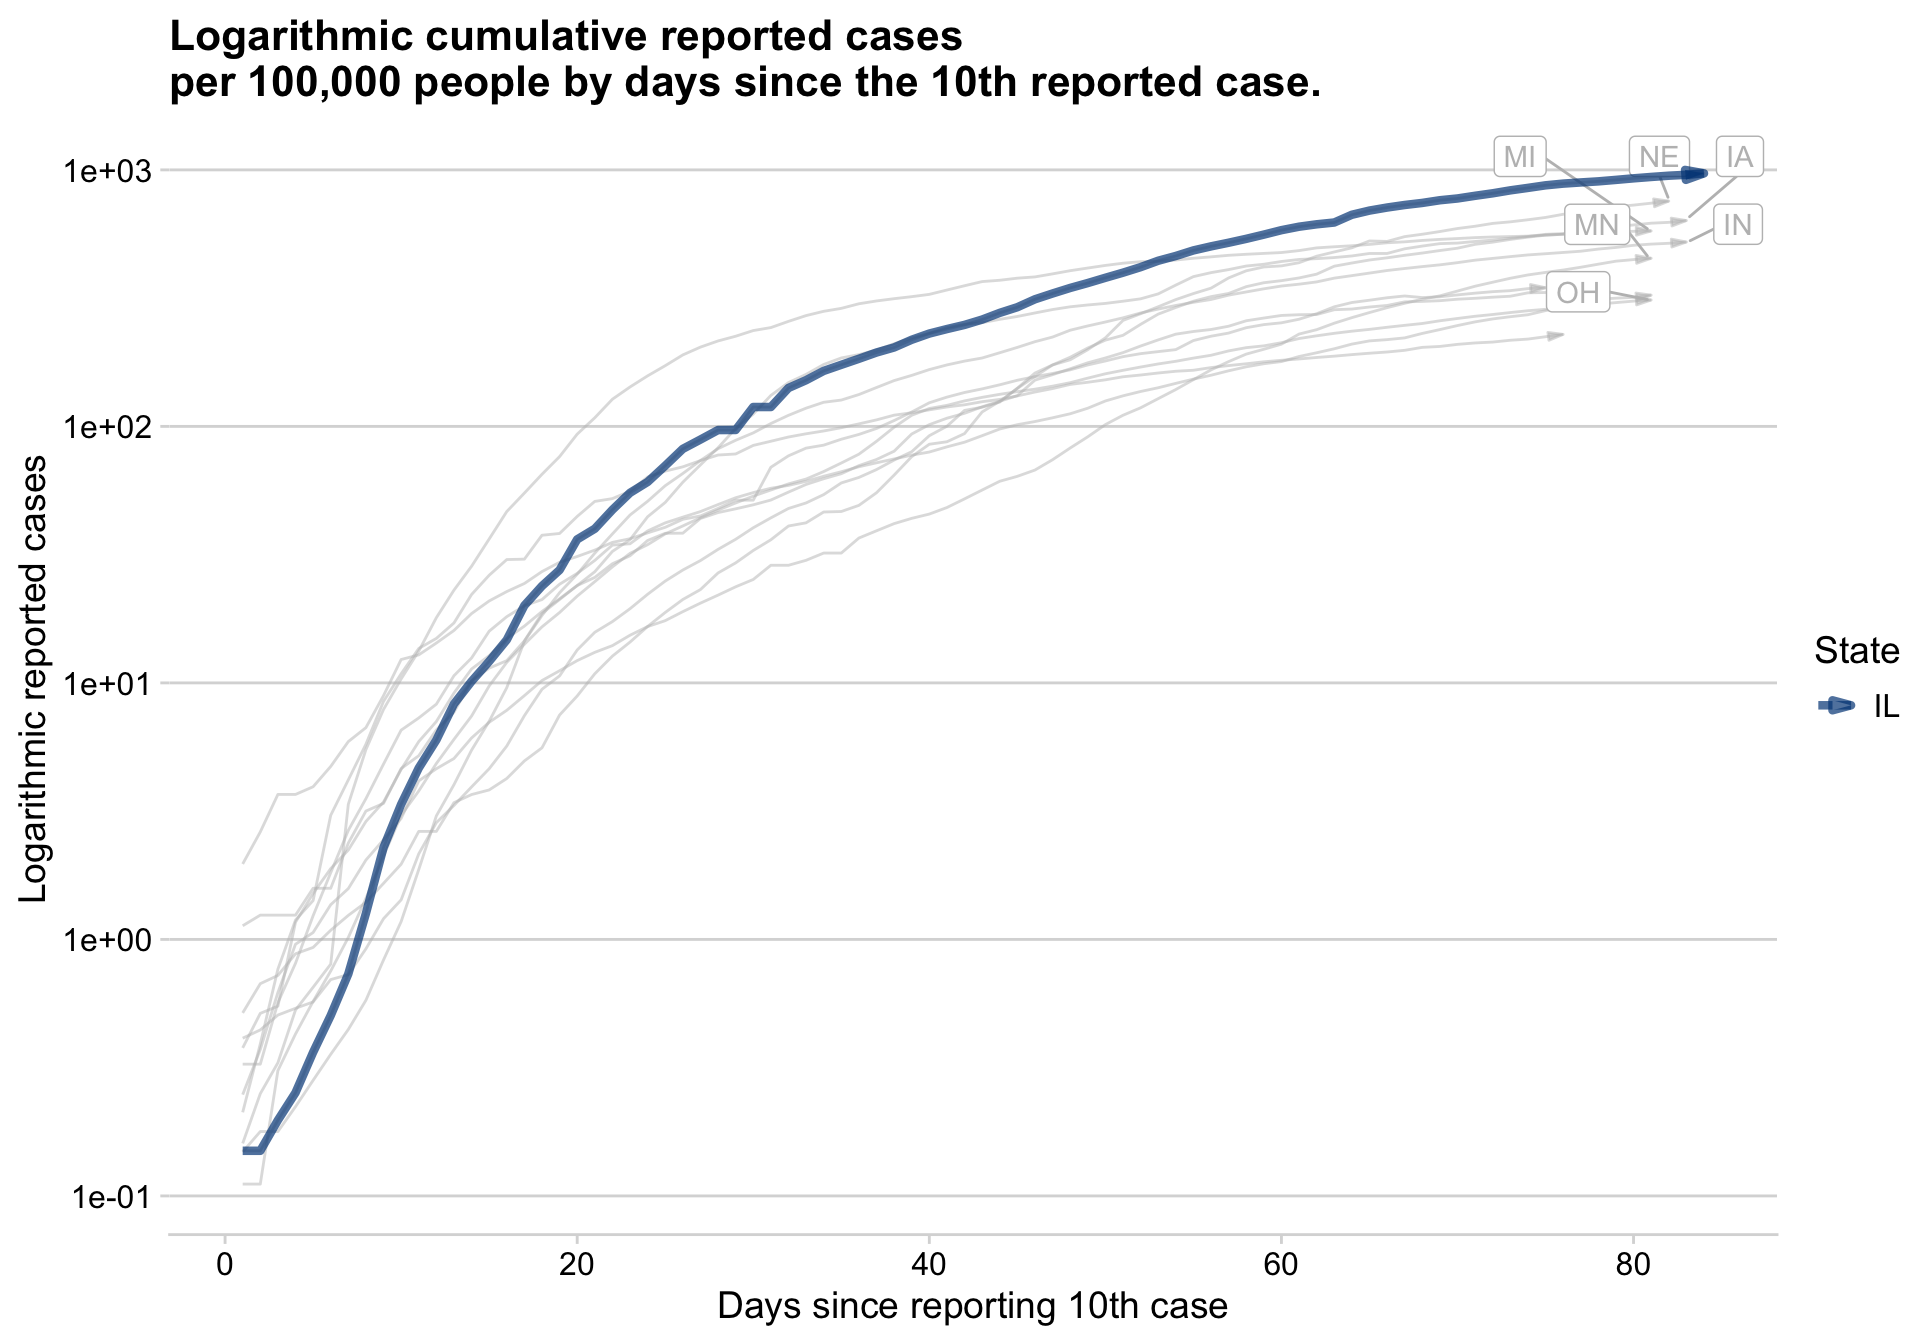 Logarithmic cumulative reported cases
per 100,000 people by days since the 10th reported case.
1e+03
1e+02
1e+01
1e+00
1e-01
Logarithmic reported cases
MI
NE
IA
MN
IN
OH
State
IL
0
20
40
60
80
Days since reporting 10th case